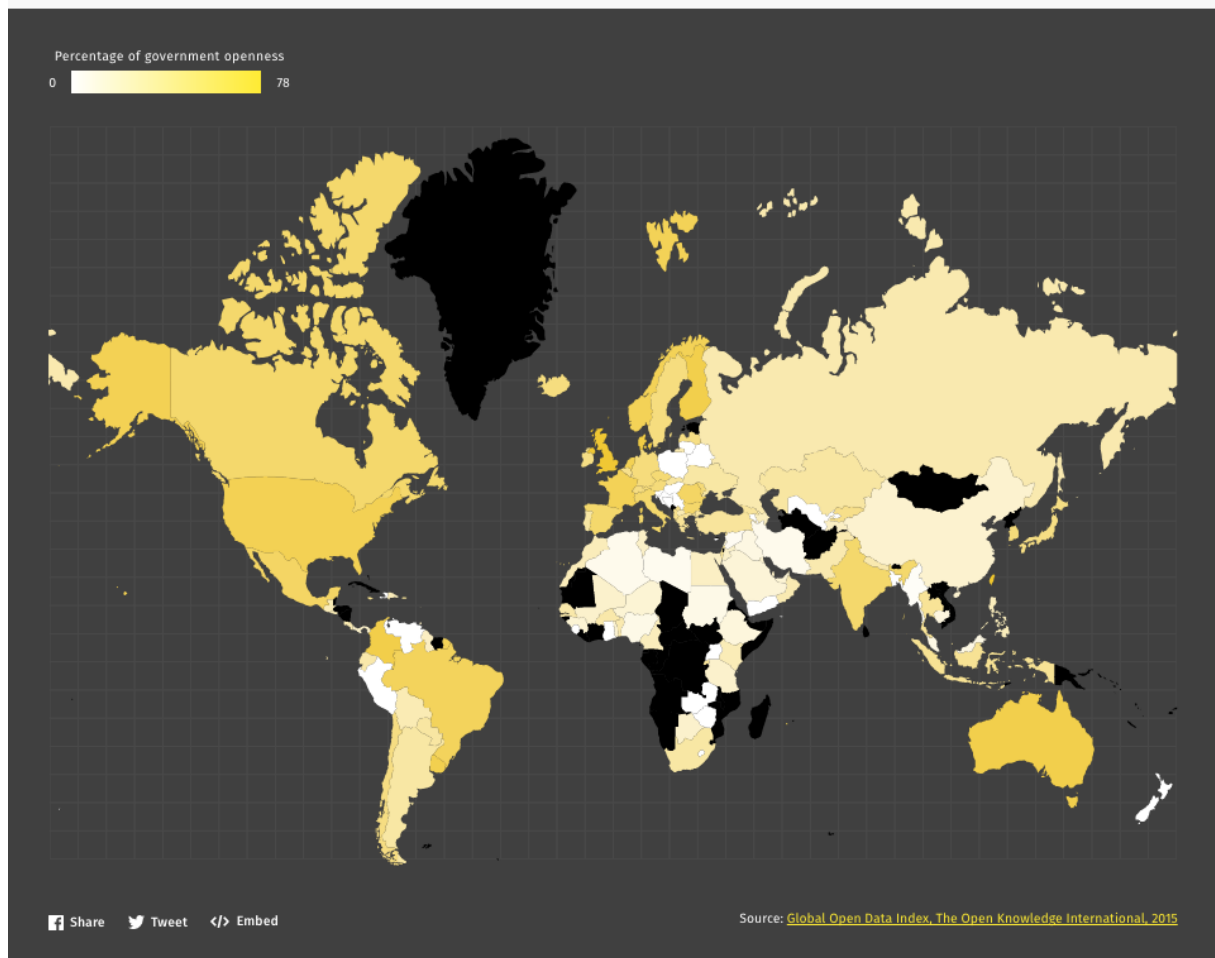 Percentage of government openness
0 78
Share Tweet </> Embed
Source: Global Open Data Index, The Open Knowledge International, 2015